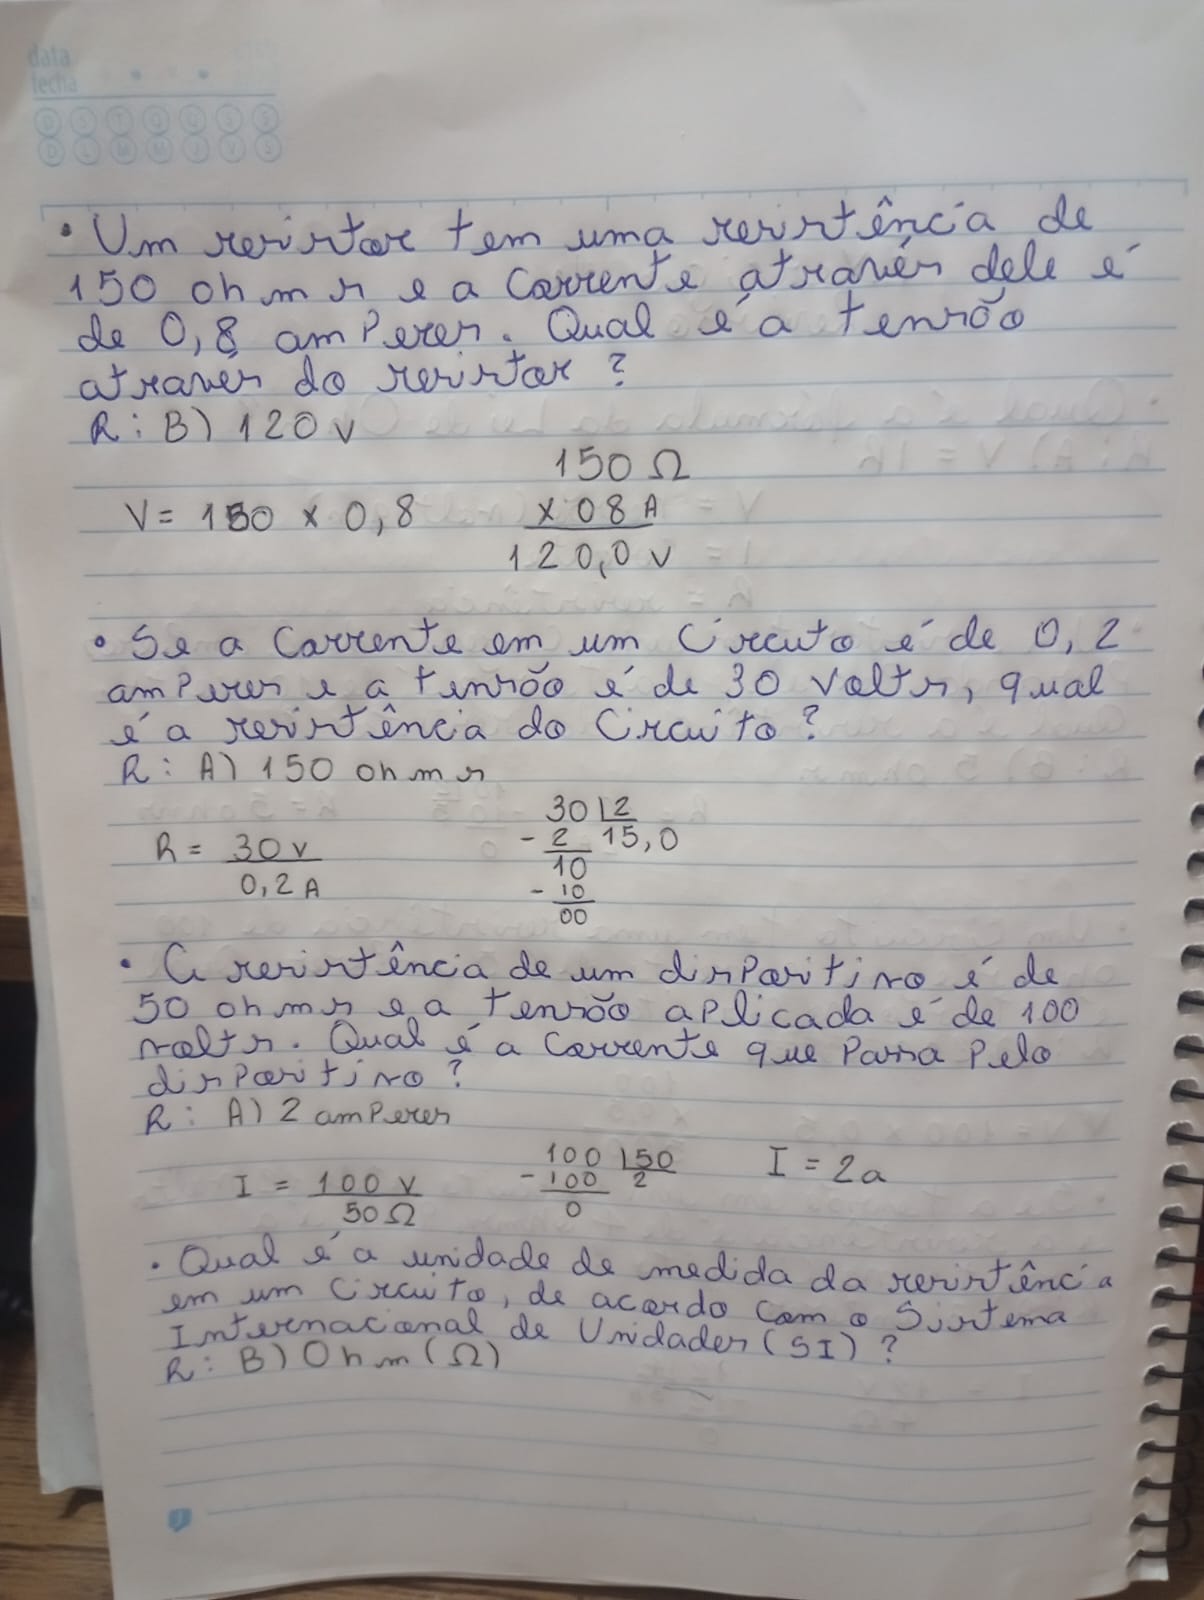 data
fecha
D S T Q Q S S
D L M M J V S
• Um resistor tem uma resistência de
150 ohms e a corrente através dele é
de 0,8 amperes. Qual é a tensão
através do resistor?
R: B) 120 v
150 Ω
V = 150 x 0,8 x 08 A
120,0 v
• Se a corrente em um circuto é de 0,2
amperes e a tensão é de 30 volts, qual
é a resistência do circuito?
R: A) 150 ohms
30 2
R = 30 v - 2 15,0
0,2 A 10
- 10
00
• A resistência de um dispositivo é de
50 ohms e a tensão aplicada é de 100
volts. Qual é a corrente que passa pelo
dispositivo?
R: A) 2 amperes
100 50 I = 2a
I = 100 v - 100 2
50 Ω 0
• Qual é a unidade de medida da resistência
em um circuito, de acordo com o Sistema
Internacional de Unidades (SI)?
R: B) Ohm (Ω)